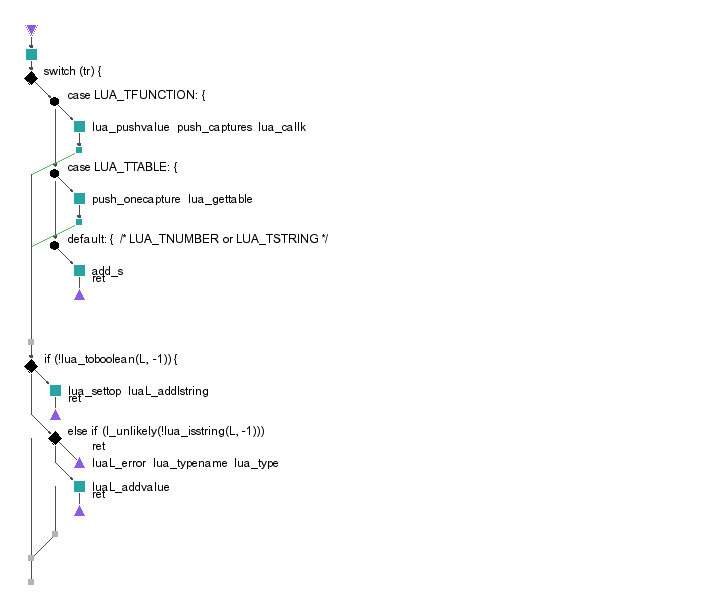 switch (tr) {
case LUA_TFUNCTION: {
lua_pushvalue push_captures lua_callk
case LUA_TTABLE: {
push_onecapture lua_gettable
default: { /* LUA_TNUMBER or LUA_TSTRING */
add_s
ret
if (!lua_toboolean(L, -1)) {
lua_settop luaL_addlstring
ret
else if (l_unlikely(!lua_isstring(L, -1)))
ret
luaL_error lua_typename lua_type
luaL_addvalue
ret